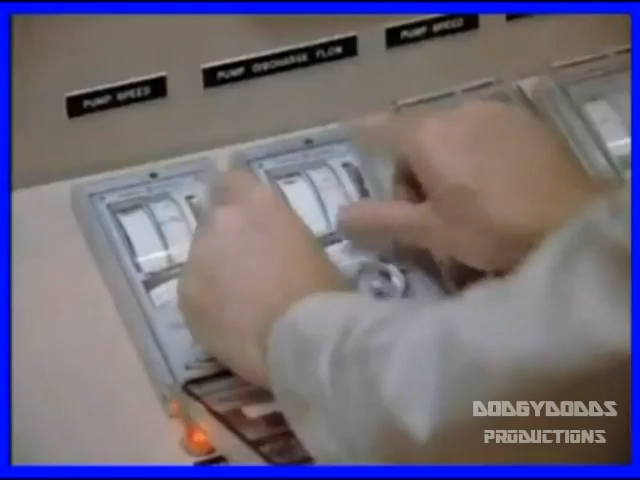 PUMP SPEED
PUMP DISCHARGE FLOW
PUMP SPEED
DODGYDODDS
PRODUCTIONS